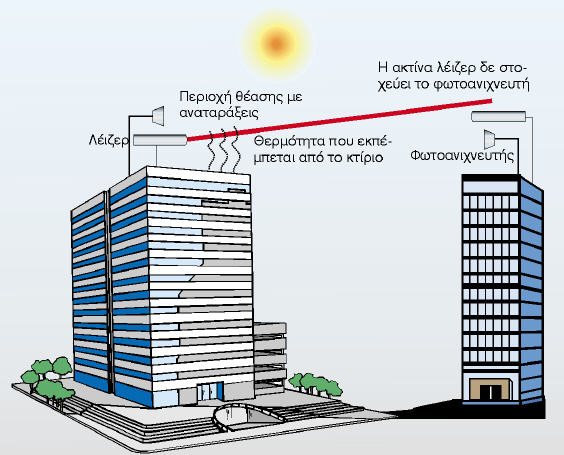 Η ακτίνα λέιζερ δε στο-
χεύει το φωτοανιχνευτή
Περιοχή θέασης με
αναταράξεις
Λέιζερ
Θερμότητα που εκπέ-
μπεται από το κτίριο
Φωτοανιχνευτής